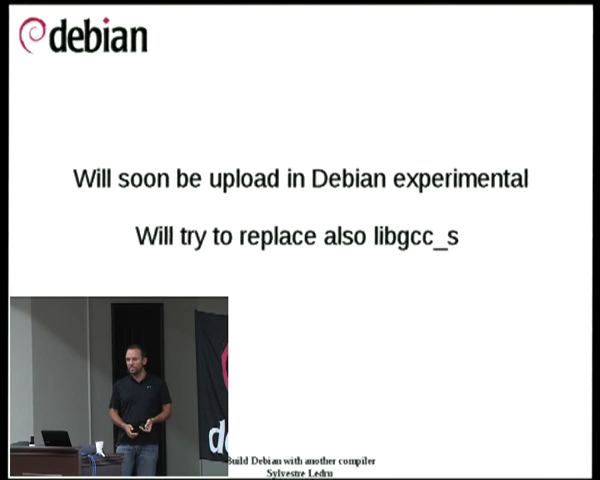 debian
Will soon be upload in Debian experimental
Will try to replace also libgcc_s
Build Debian with another compiler
Sylvestre Ledru